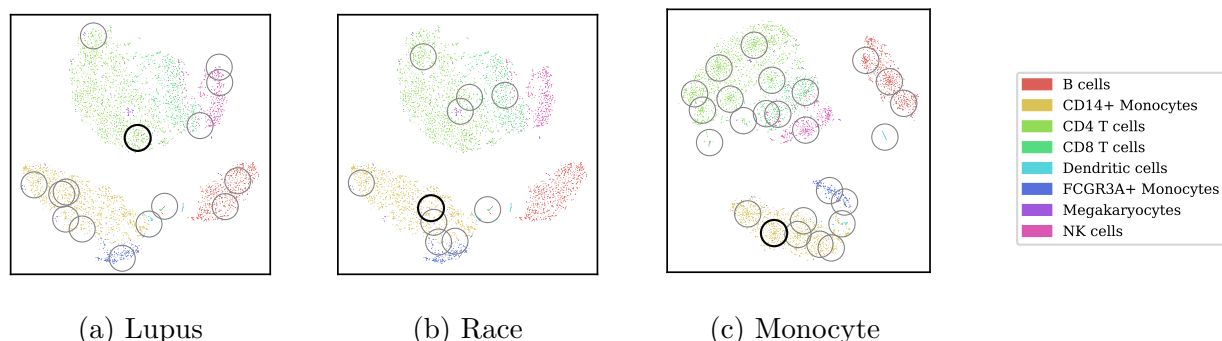 B cells
CD14+ Monocytes
CD4 T cells
CD8 T cells
Dendritic cells
FCGR3A+ Monocytes
Megakaryocytes
NK cells
(a) Lupus
(b) Race
(c) Monocyte